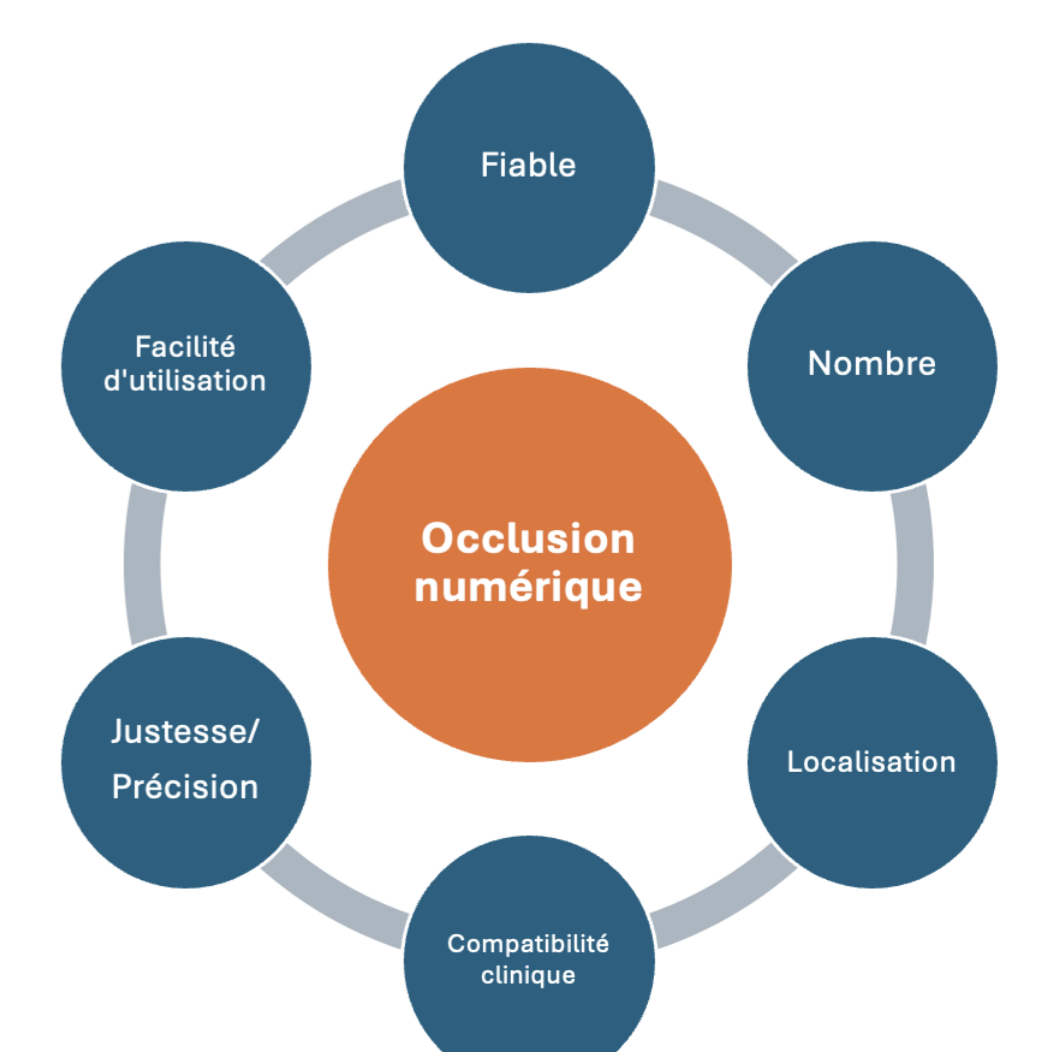 Fiable
Nombre
Localisation
Compatibilité
clinique
Justesse/
Précision
Facilité
d'utilisation
Occlusion
numérique